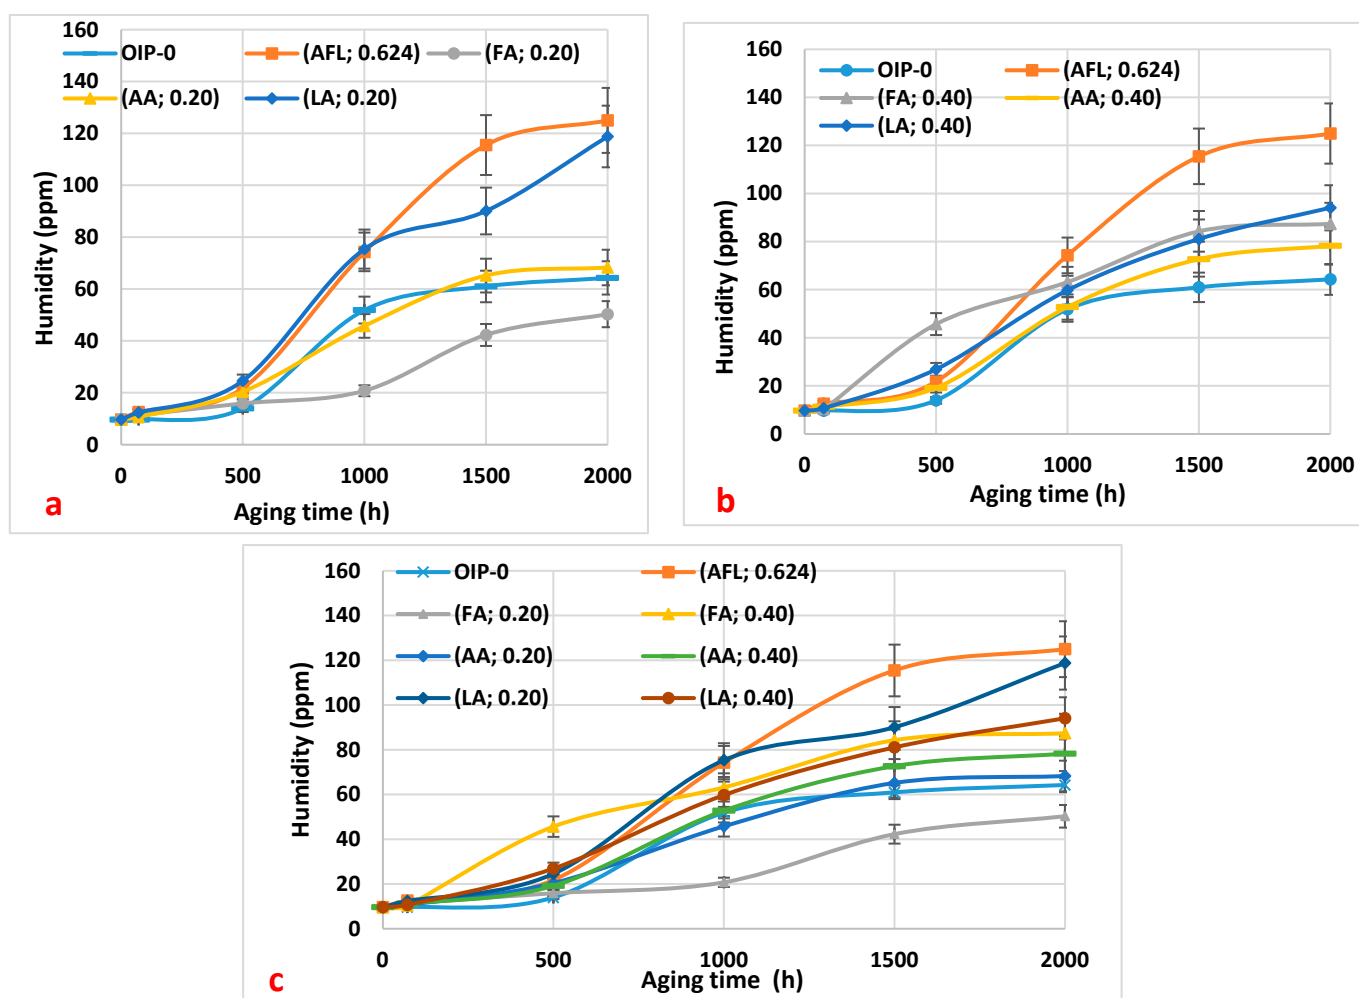 160
140
120
100
80
60
40
20
0
Humidity (ppm)
OIP-0 (AFL; 0.624) (FA; 0.20)
(AA; 0.20) (LA; 0.20)
0 500 1000 1500 2000
Aging time (h)
a
160
140
120
100
80
60
40
20
0
Humidity (ppm)
OIP-0 (AFL; 0.624)
(FA; 0.40) (AA; 0.40)
(LA; 0.40)
0 500 1000 1500 2000
Aging time (h)
b
160
140
120
100
80
60
40
20
0
Humidity (ppm)
OIP-0 (AFL; 0.624)
(FA; 0.20) (FA; 0.40)
(AA; 0.20) (AA; 0.40)
(LA; 0.20) (LA; 0.40)
0 500 1000 1500 2000
Aging time (h)
c